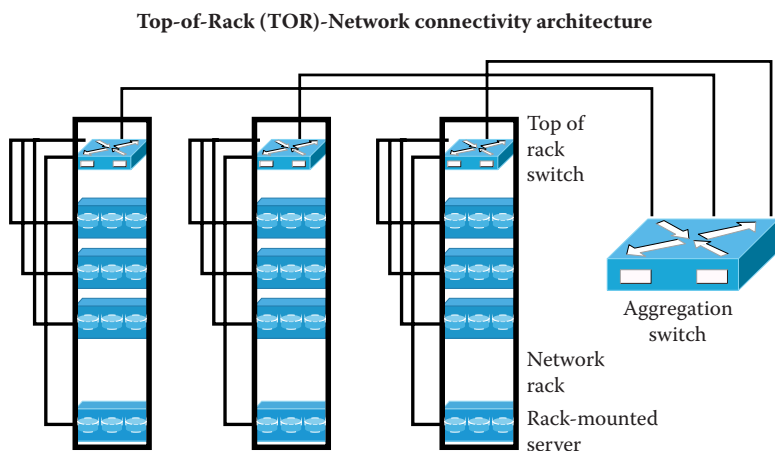 Top-of-Rack (TOR)-Network connectivity architecture
Top of
rack
switch
Aggregation
switch
Network
rack
Rack-mounted
server